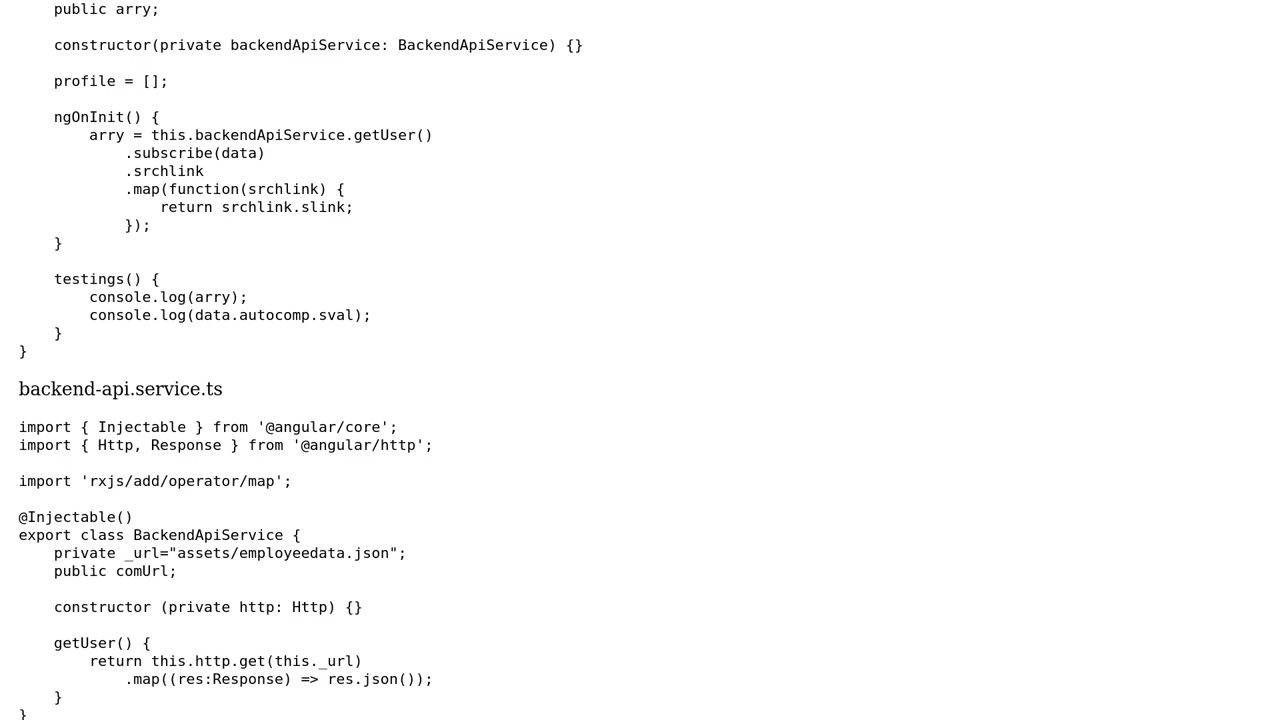 public arry;
constructor(private backendApiService: BackendApiService) {}
profile = [];
ngOnInit() {
arry = this.backendApiService.getUser()
.subscribe(data)
.srchlink
.map(function(srchlink) {
return srchlink.slink;
});
}
testings() {
console.log(arry);
console.log(data.autocomp.sval);
}
}
backend-api.service.ts
import { Injectable } from '@angular/core';
import { Http, Response } from '@angular/http';
import 'rxjs/add/operator/map';
@Injectable()
export class BackendApiService {
private _url="assets/employeedata.json";
public comUrl;
constructor (private http: Http) {}
getUser() {
return this.http.get(this._url)
.map((res:Response) => res.json());
}
}